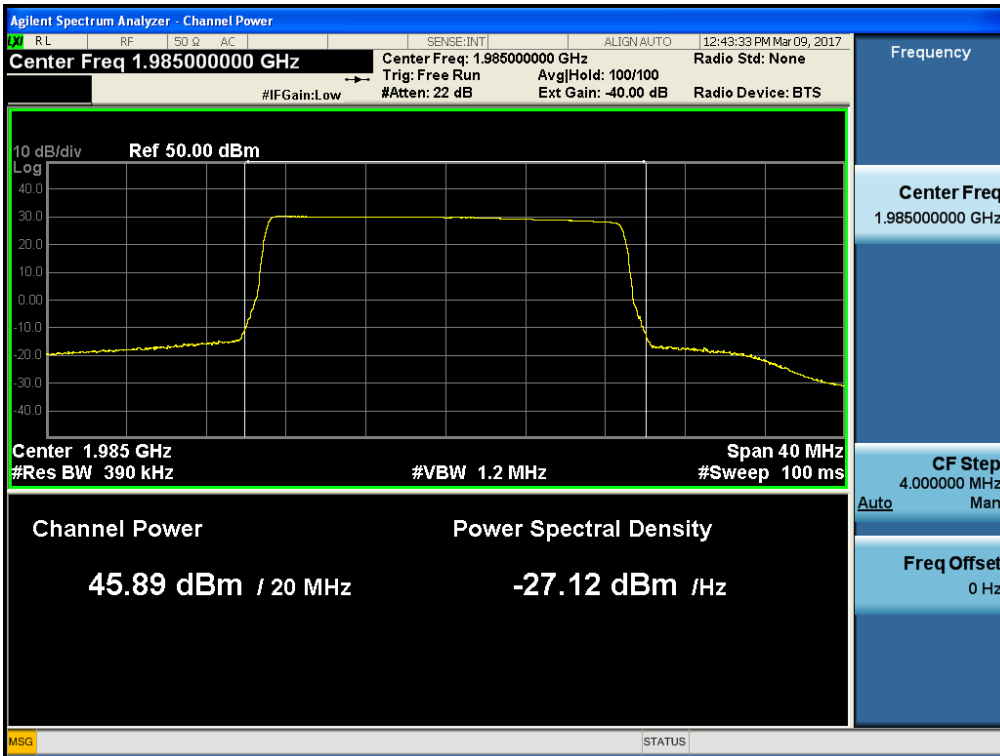 Agilent Spectrum Analyzer - Channel Power
LXI RL RF 50 Ω AC SENSE:INT ALIGN AUTO 12:43:33 PM Mar 09, 2017
Center Freq 1.985000000 GHz
Center Freq: 1.985000000 GHz Radio Std: None
Trig: Free Run Avg|Hold: 100/100
#IFGain:Low #Atten: 22 dB Ext Gain: -40.00 dB Radio Device: BTS
10 dB/div Ref 50.00 dBm
Log
40.0
30.0
20.0
10.0
0.00
-10.0
-20.0
-30.0
-40.0
Center 1.985 GHz Span 40 MHz
#Res BW 390 kHz #VBW 1.2 MHz #Sweep 100 ms
Channel Power Power Spectral Density
45.89 dBm / 20 MHz -27.12 dBm /Hz
Frequency
Center Freq
1.985000000 GHz
CF Step
4.000000 MHz
Auto Man
Freq Offset
0 Hz
MSG STATUS